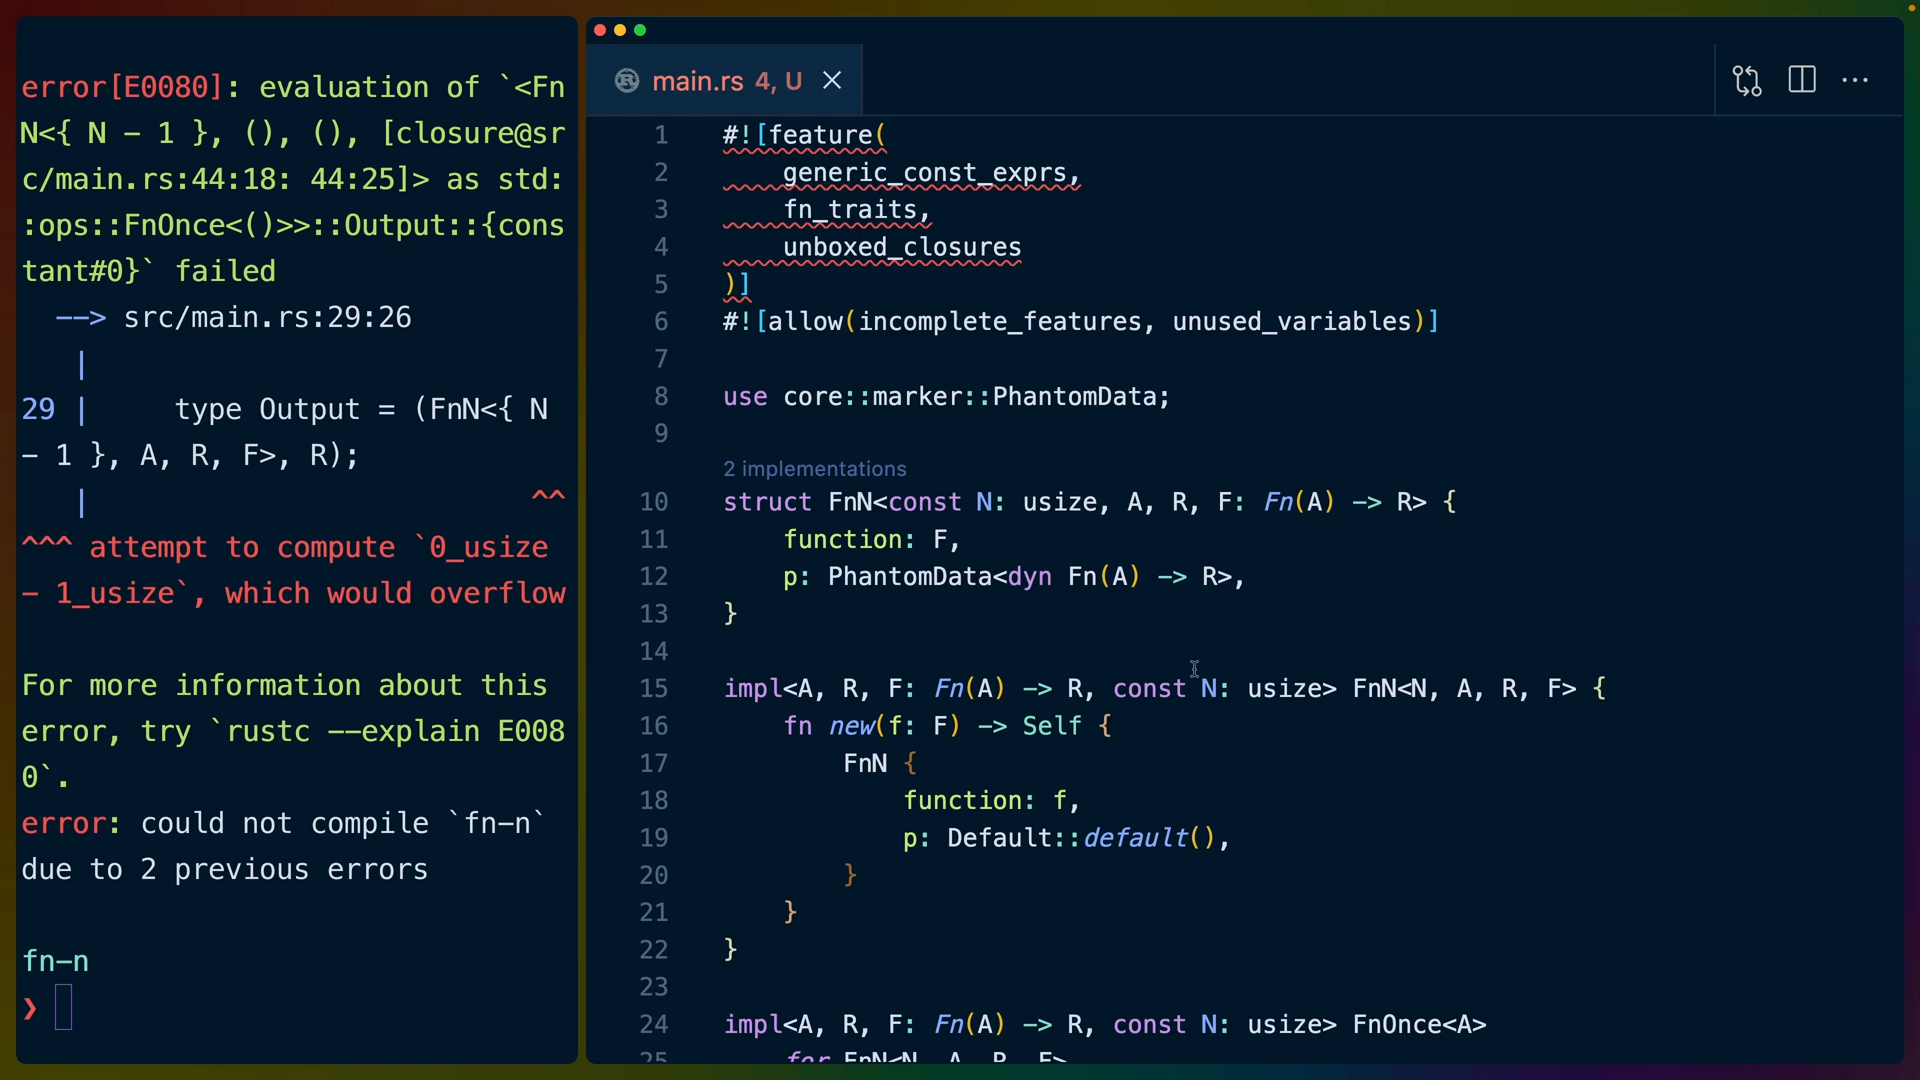 error[E0080]: evaluation of `<Fn
N<{ N - 1 }, (), (), [closure@sr
c/main.rs:44:18: 44:25]> as std:
:ops::FnOnce<()>>::Output::{cons
tant#0}` failed
  --> src/main.rs:29:26
   |
29 |     type Output = (FnN<{ N
- 1 }, A, R, F>, R);
   |                          ^^
^^^ attempt to compute `0_usize
- 1_usize`, which would overflow
For more information about this
error, try `rustc --explain E008
0`.
error: could not compile `fn-n`
due to 2 previous errors
fn-n
❯
main.rs 4, U
1 #![feature(
2     generic_const_exprs,
3     fn_traits,
4     unboxed_closures
5 )]
6 #![allow(incomplete_features, unused_variables)]
7
8 use core::marker::PhantomData;
9
2 implementations
10 struct FnN<const N: usize, A, R, F: Fn(A) -> R> {
11     function: F,
12     p: PhantomData<dyn Fn(A) -> R>,
13 }
14
15 impl<A, R, F: Fn(A) -> R, const N: usize> FnN<N, A, R, F> {
16     fn new(f: F) -> Self {
17         FnN {
18             function: f,
19             p: Default::default(),
20         }
21     }
22 }
23
24 impl<A, R, F: Fn(A) -> R, const N: usize> FnOnce<A>
25     for FnN<N, A, R, F>